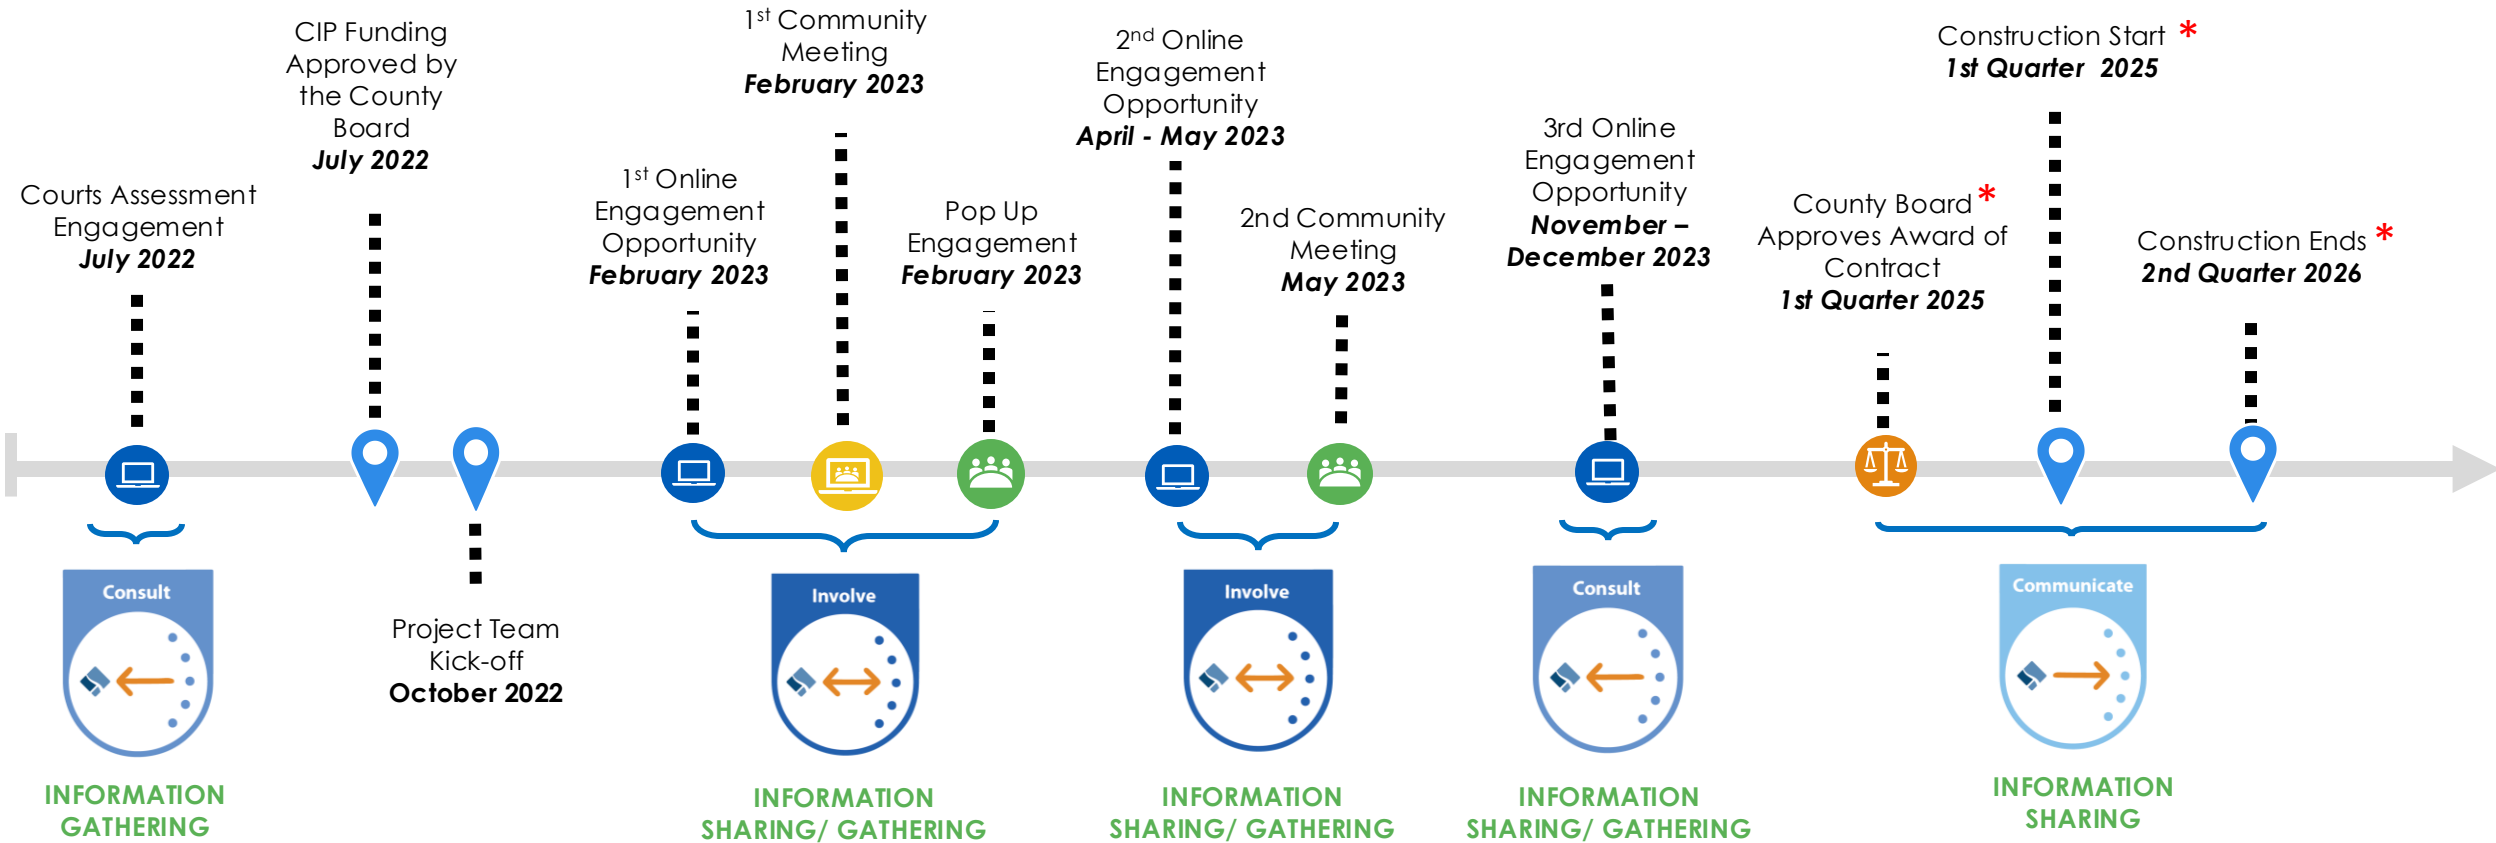 Courts Assessment
Engagement
July 2022
CIP Funding
Approved by
the County
Board
July 2022
Project Team
Kick-off
October 2022
1st Online
Engagement
Opportunity
February 2023
1st Community
Meeting
February 2023
Pop Up
Engagement
February 2023
2nd Online
Engagement
Opportunity
April - May 2023
2nd Community
Meeting
May 2023
3rd Online
Engagement
Opportunity
November –
December 2023
County Board *
Approves Award of
Contract
1st Quarter 2025
Construction Start *
1st Quarter 2025
Construction Ends *
2nd Quarter 2026
Consult
INFORMATION
GATHERING
Involve
INFORMATION
SHARING/ GATHERING
Involve
INFORMATION
SHARING/ GATHERING
Consult
INFORMATION
SHARING/ GATHERING
Communicate
INFORMATION
SHARING